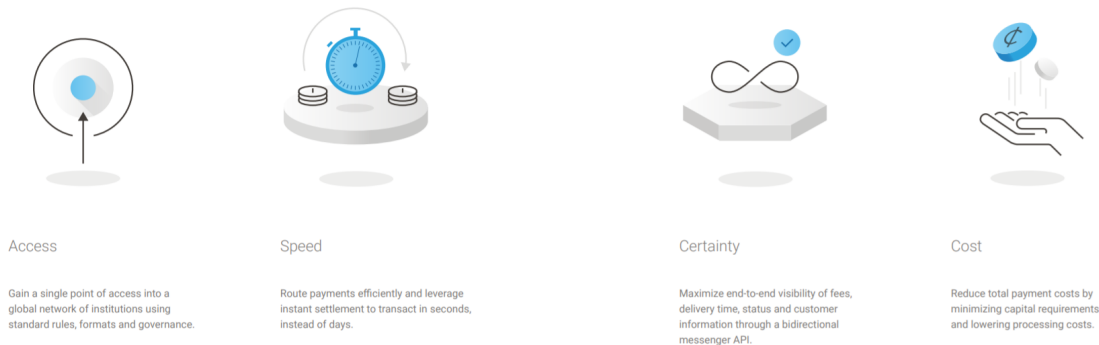 Access
Gain a single point of access into a
global network of institutions using
standard rules, formats and governance.
Speed
Route payments efficiently and leverage
instant settlement to transact in seconds,
instead of days.
Certainty
Maximize end-to-end visibility of fees,
delivery time, status and customer
information through a bidirectional
messenger API.
Cost
Reduce total payment costs by
minimizing capital requirements
and lowering processing costs.